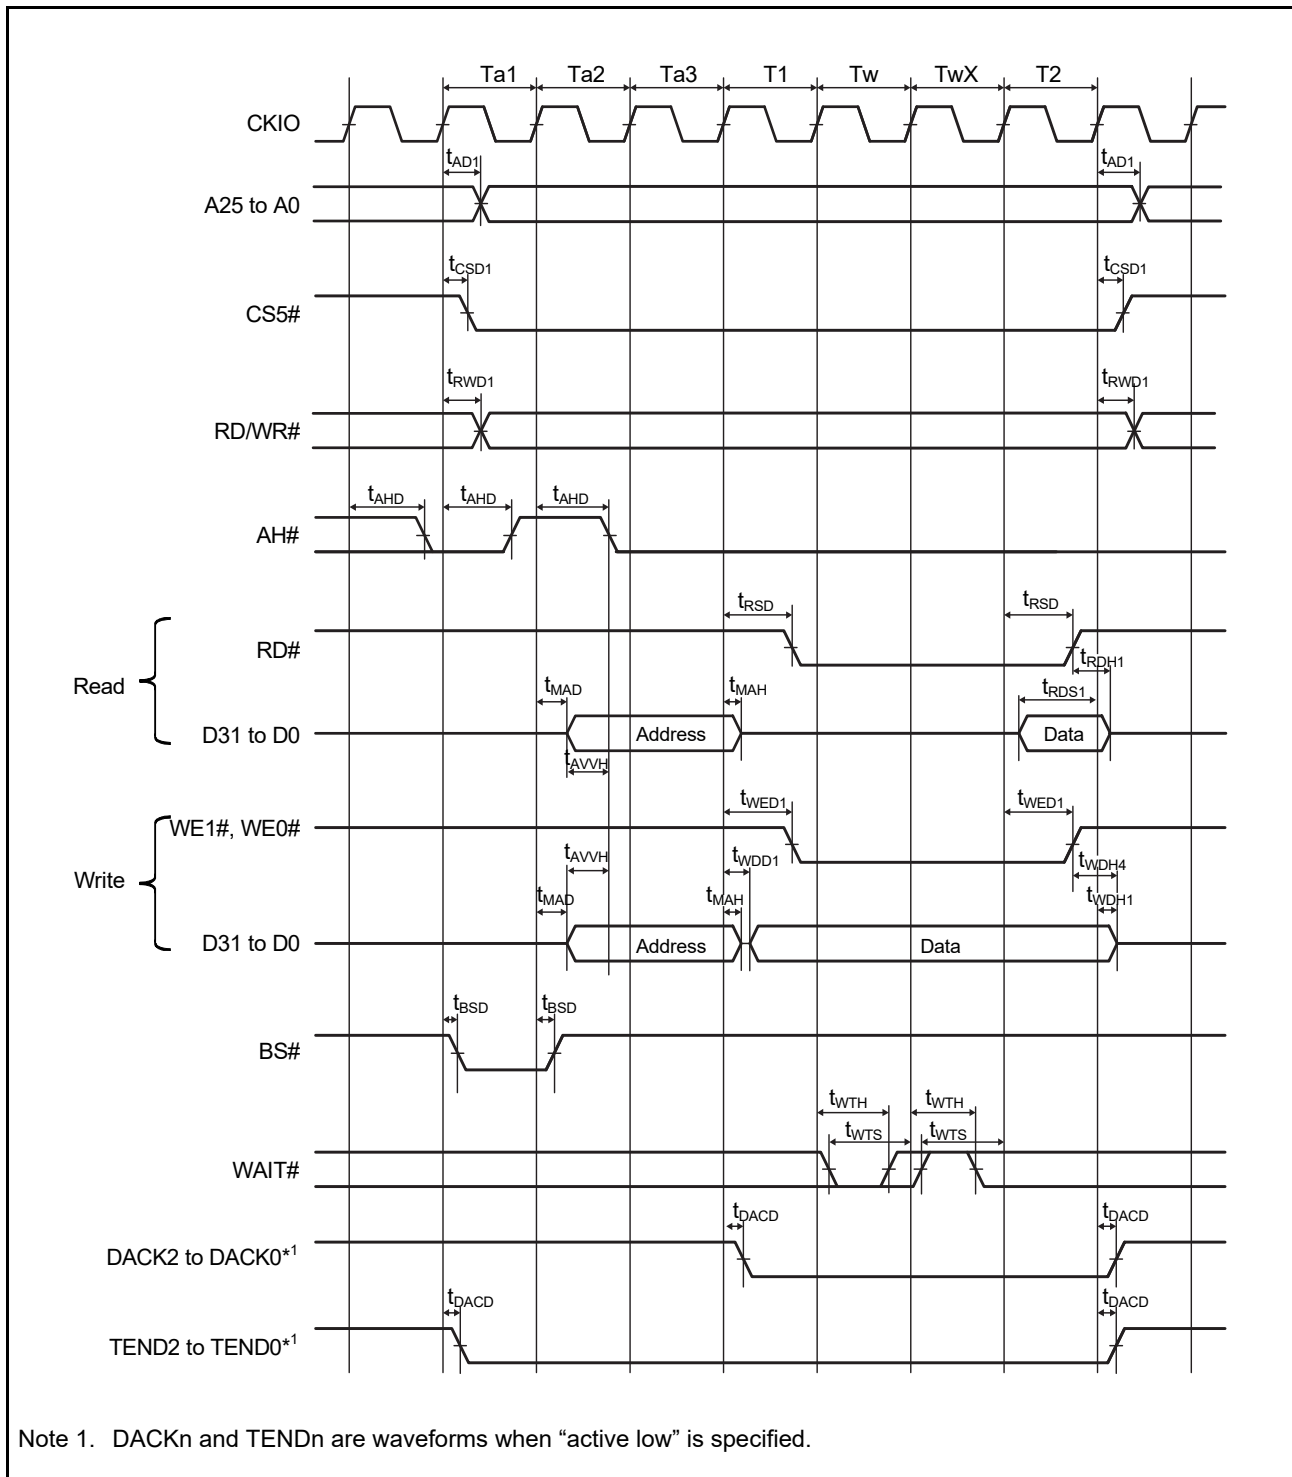 Ta1 Ta2 Ta3 T1 Tw TwX T2
CKIO
tAD1 tAD1
A25 to A0
tCSD1 tCSD1
CS5#
tRWD1 tRWD1
RD/WR#
tAHD tAHD tAHD
AH#
tRSD tRSD
RD#
tRDH1
Read
tMAD tMAH tRDS1
D31 to D0 Address Data
tAVVH
tWED1 tWED1
WE1#, WE0#
tAVVH tWDD1 tWDH4
Write
tMAD tMAH tWDH1
D31 to D0 Address Data
tBSD tBSD
BS#
tWTH tWTH
tWTS tWTS
WAIT#
tDACD tDACD
DACK2 to DACK0*1
tDACD tDACD
TEND2 to TEND0*1
Note 1. DACKn and TENDn are waveforms when “active low” is specified.